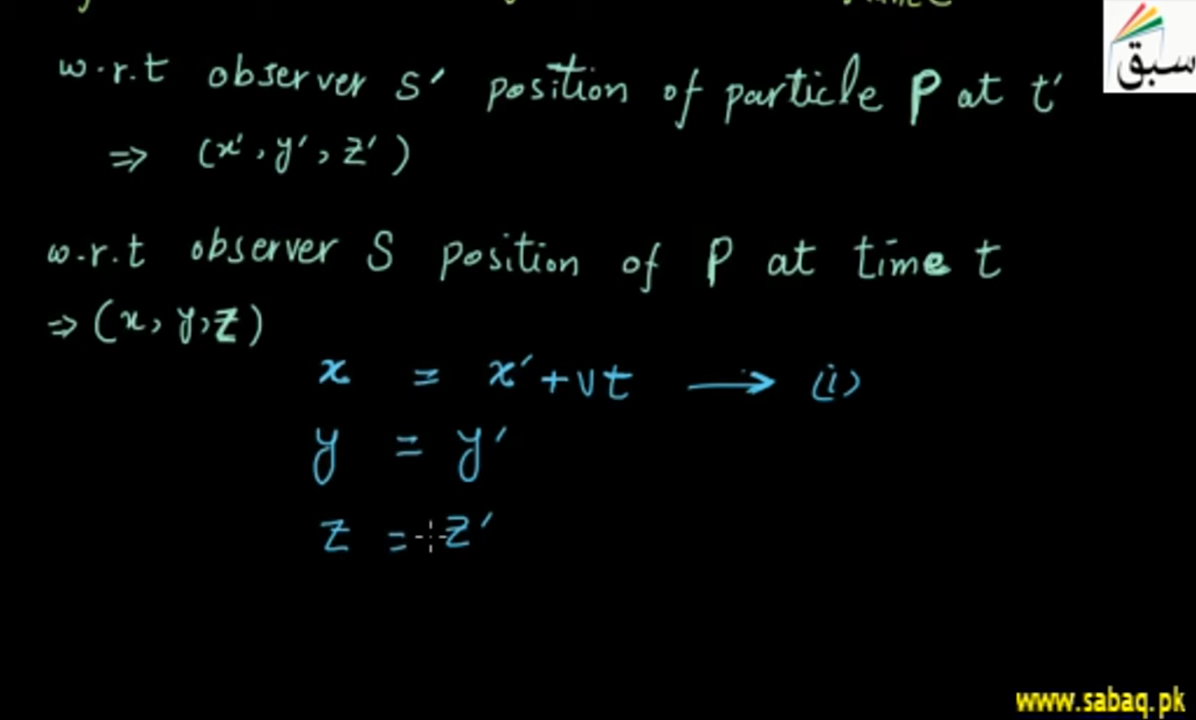 سبق
w.r.t observer S′ position of particle P at t′
⇒ (x′, y′, z′)
w.r.t observer S position of P at time t
⇒ (x, y, z)
x = x′ + vt ⟶ (i)
y = y′
z = z′
www.sabaq.pk